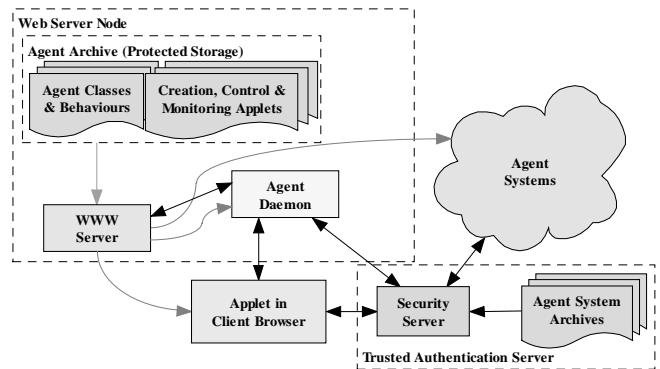 Web Server Node
Agent Archive (Protected Storage)
Agent Classes
& Behaviours
Creation, Control &
Monitoring Applets
Agent
Systems
Agent
Daemon
WWW
Server
Applet in
Client Browser
Security
Server
Agent System
Archives
Trusted Authentication Server